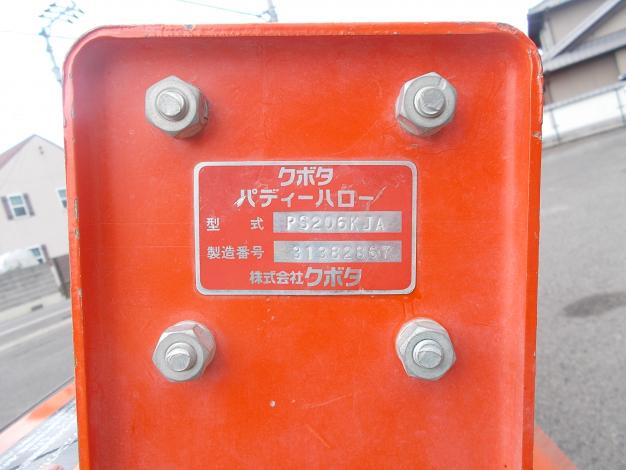 クボタ
パディーハロー
型式 PS206KJA
製造番号 31382857
株式会社クボタ